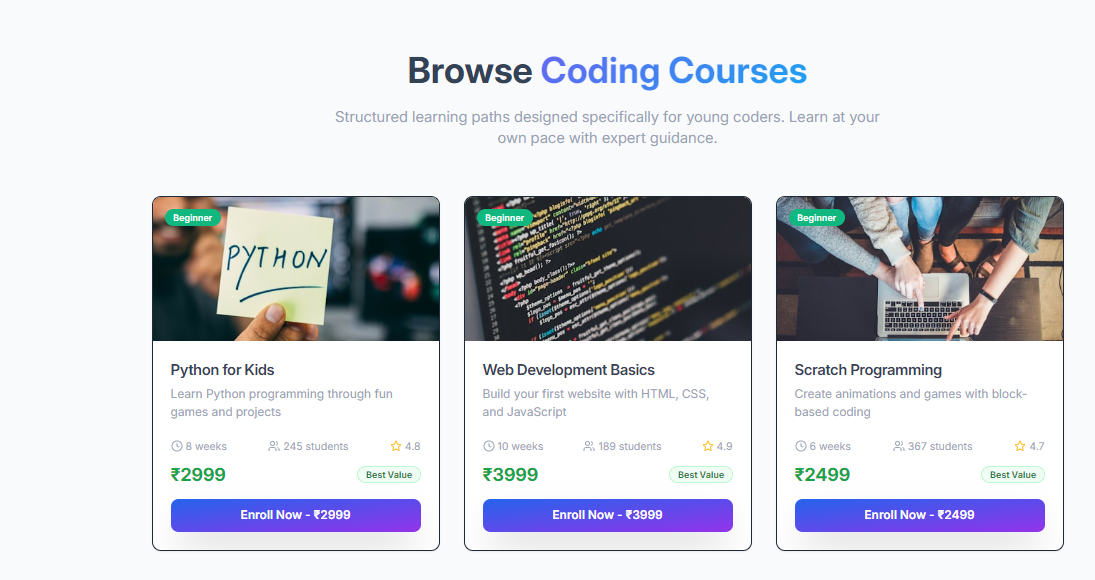 Browse Coding Courses
Structured learning paths designed specifically for young coders. Learn at your
own pace with expert guidance.
Beginner
PYTHON
Python for Kids
Learn Python programming through fun
games and projects
8 weeks 245 students 4.8
₹2999 Best Value
Enroll Now - ₹2999
Beginner
Web Development Basics
Build your first website with HTML, CSS,
and JavaScript
10 weeks 189 students 4.9
₹3999 Best Value
Enroll Now - ₹3999
Beginner
Scratch Programming
Create animations and games with block-
based coding
6 weeks 367 students 4.7
₹2499 Best Value
Enroll Now - ₹2499